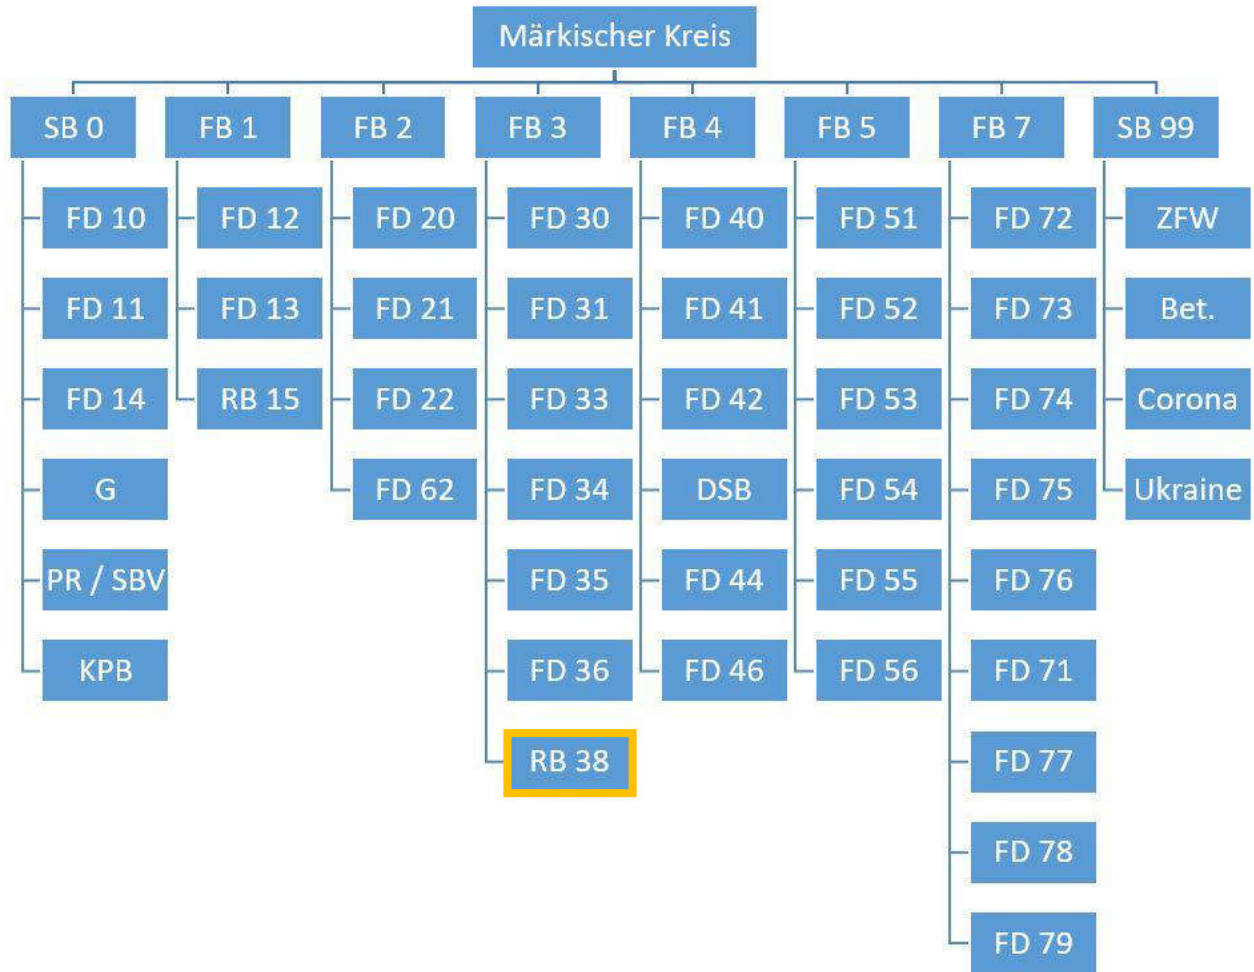 Märkischer Kreis
SB 0
FB 1
FB 2
FB 3
FB 4
FB 5
FB 7
SB 99
FD 10
FD 12
FD 20
FD 30
FD 40
FD 51
FD 72
ZFW
FD 11
FD 13
FD 21
FD 31
FD 41
FD 52
FD 73
Bet.
FD 14
RB 15
FD 22
FD 33
FD 42
FD 53
FD 74
Corona
G
FD 62
FD 34
DSB
FD 54
FD 75
Ukraine
PR / SBV
FD 35
FD 44
FD 55
FD 76
KPB
FD 36
FD 46
FD 56
FD 71
RB 38
FD 77
FD 78
FD 79